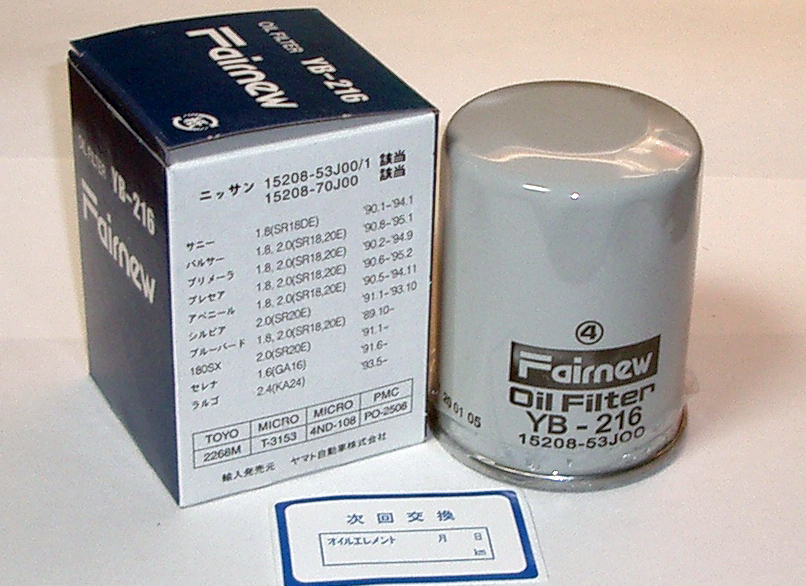 OIL FILTER YB-216
Fairnew
OIL FILTER YB-216
Fairnew
ニッサン 15208-53J00/1 該当
15208-70J00 該当
サニー 1.8(SR18DE) '90.1~'94.1
パルサー 1.8, 2.0(SR18,20E) '90.8~'95.1
プリメーラ 1.8, 2.0(SR18,20E) '90.2~'94.9
プレセア 1.8, 2.0(SR18,20E) '90.6~'95.2
アベニール 1.8, 2.0(SR18,20E) '90.5~'94.11
シルビア 2.0(SR20E) '91.1~'93.10
ブルーバード 1.8, 2.0(SR18,20E) '89.10~
180SX 2.0(SR20E) '91.1~
セレナ 1.6(GA16) '91.6~
ラルゴ 2.4(KA24) '93.5~
TOYO MICRO MICRO PMC
2268M T-3153 4ND-108 PO-2508
輸入発売元 ヤマト自動車株式会社
④
Fairnew
Oil Filter
YB - 216
15208-53J00
20 01 05
次回交換
オイルエレメント 月 日
km